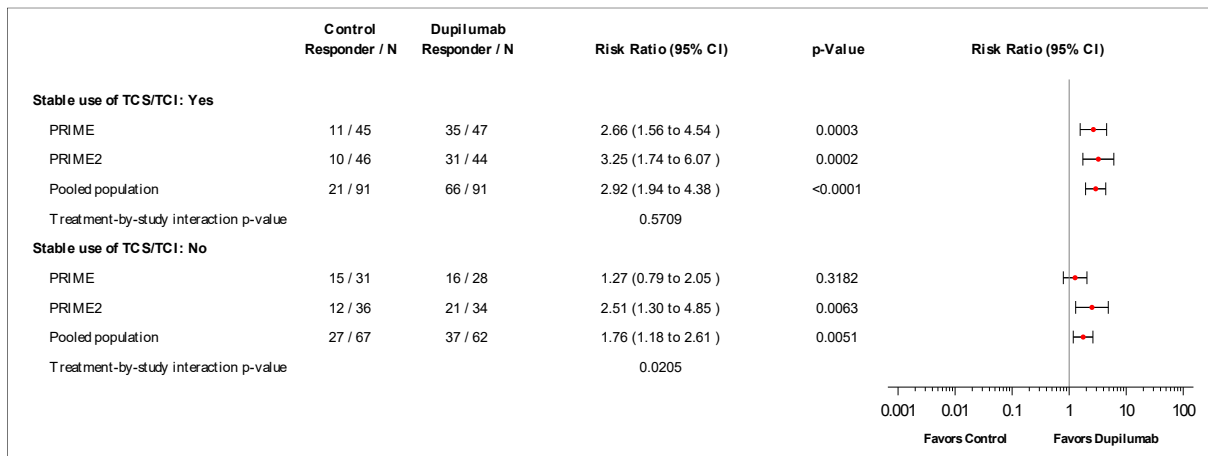 Control Dupilumab
Responder / N Responder / N Risk Ratio (95% CI) p-Value Risk Ratio (95% CI)
Stable use of TCS/TCI: Yes
PRIME 11 / 45 35 / 47 2.66 (1.56 to 4.54 ) 0.0003
PRIME2 10 / 46 31 / 44 3.25 (1.74 to 6.07 ) 0.0002
Pooled population 21 / 91 66 / 91 2.92 (1.94 to 4.38 ) <0.0001
Treatment-by-study interaction p-value 0.5709
Stable use of TCS/TCI: No
PRIME 15 / 31 16 / 28 1.27 (0.79 to 2.05 ) 0.3182
PRIME2 12 / 36 21 / 34 2.51 (1.30 to 4.85 ) 0.0063
Pooled population 27 / 67 37 / 62 1.76 (1.18 to 2.61 ) 0.0051
Treatment-by-study interaction p-value 0.0205
0.001 0.01 0.1 1 10 100
Favors Control Favors Dupilumab